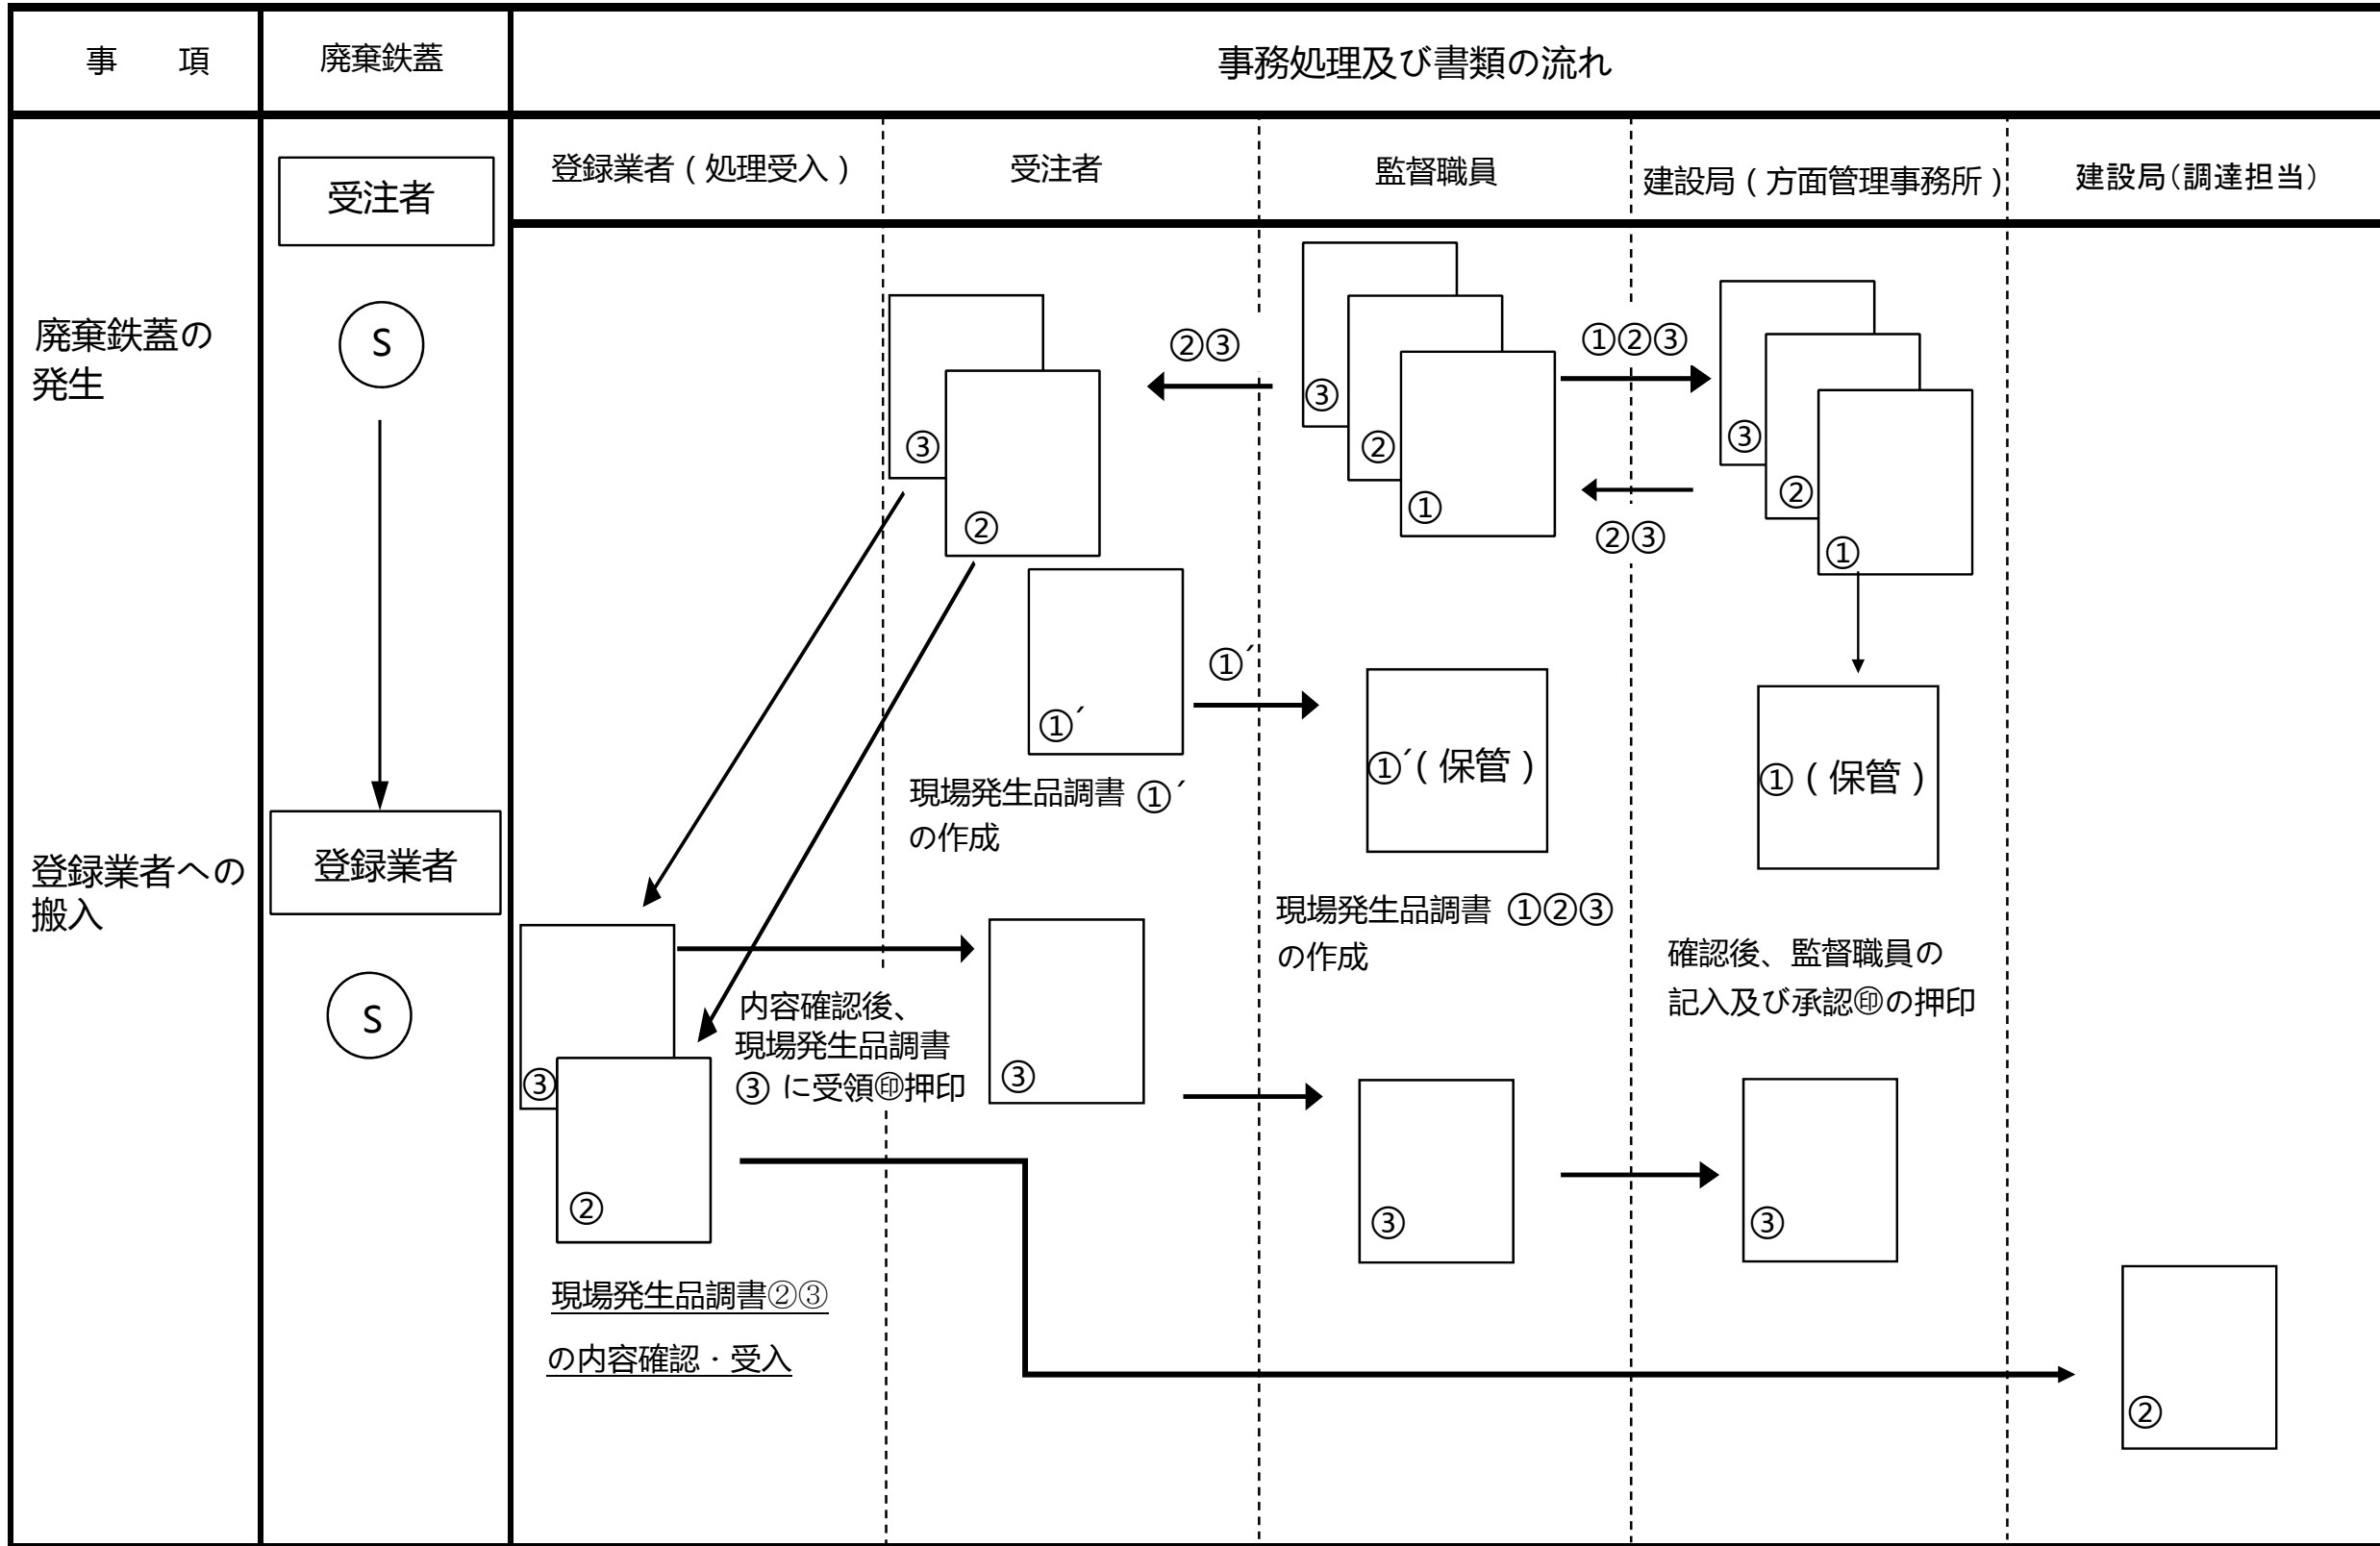 事　　項
廃棄鉄蓋
事務処理及び書類の流れ
登録業者(処理受入)
受注者
監督職員
建設局(方面管理事務所)
建設局(調達担当)
受注者
S
廃棄鉄蓋の
発生
登録業者
登録業者への
搬入
S
③
②
②③
③
②
①
①②③
②③
③
②
①
①´
①´
現場発生品調書 ①´
の作成
①´(保管)
①(保管)
現場発生品調書 ①②③
の作成
確認後、監督職員の
記入及び承認㊞の押印
③
②
内容確認後、
現場発生品調書
③ に受領㊞押印
③
③
③
現場発生品調書②③
の内容確認・受入
②